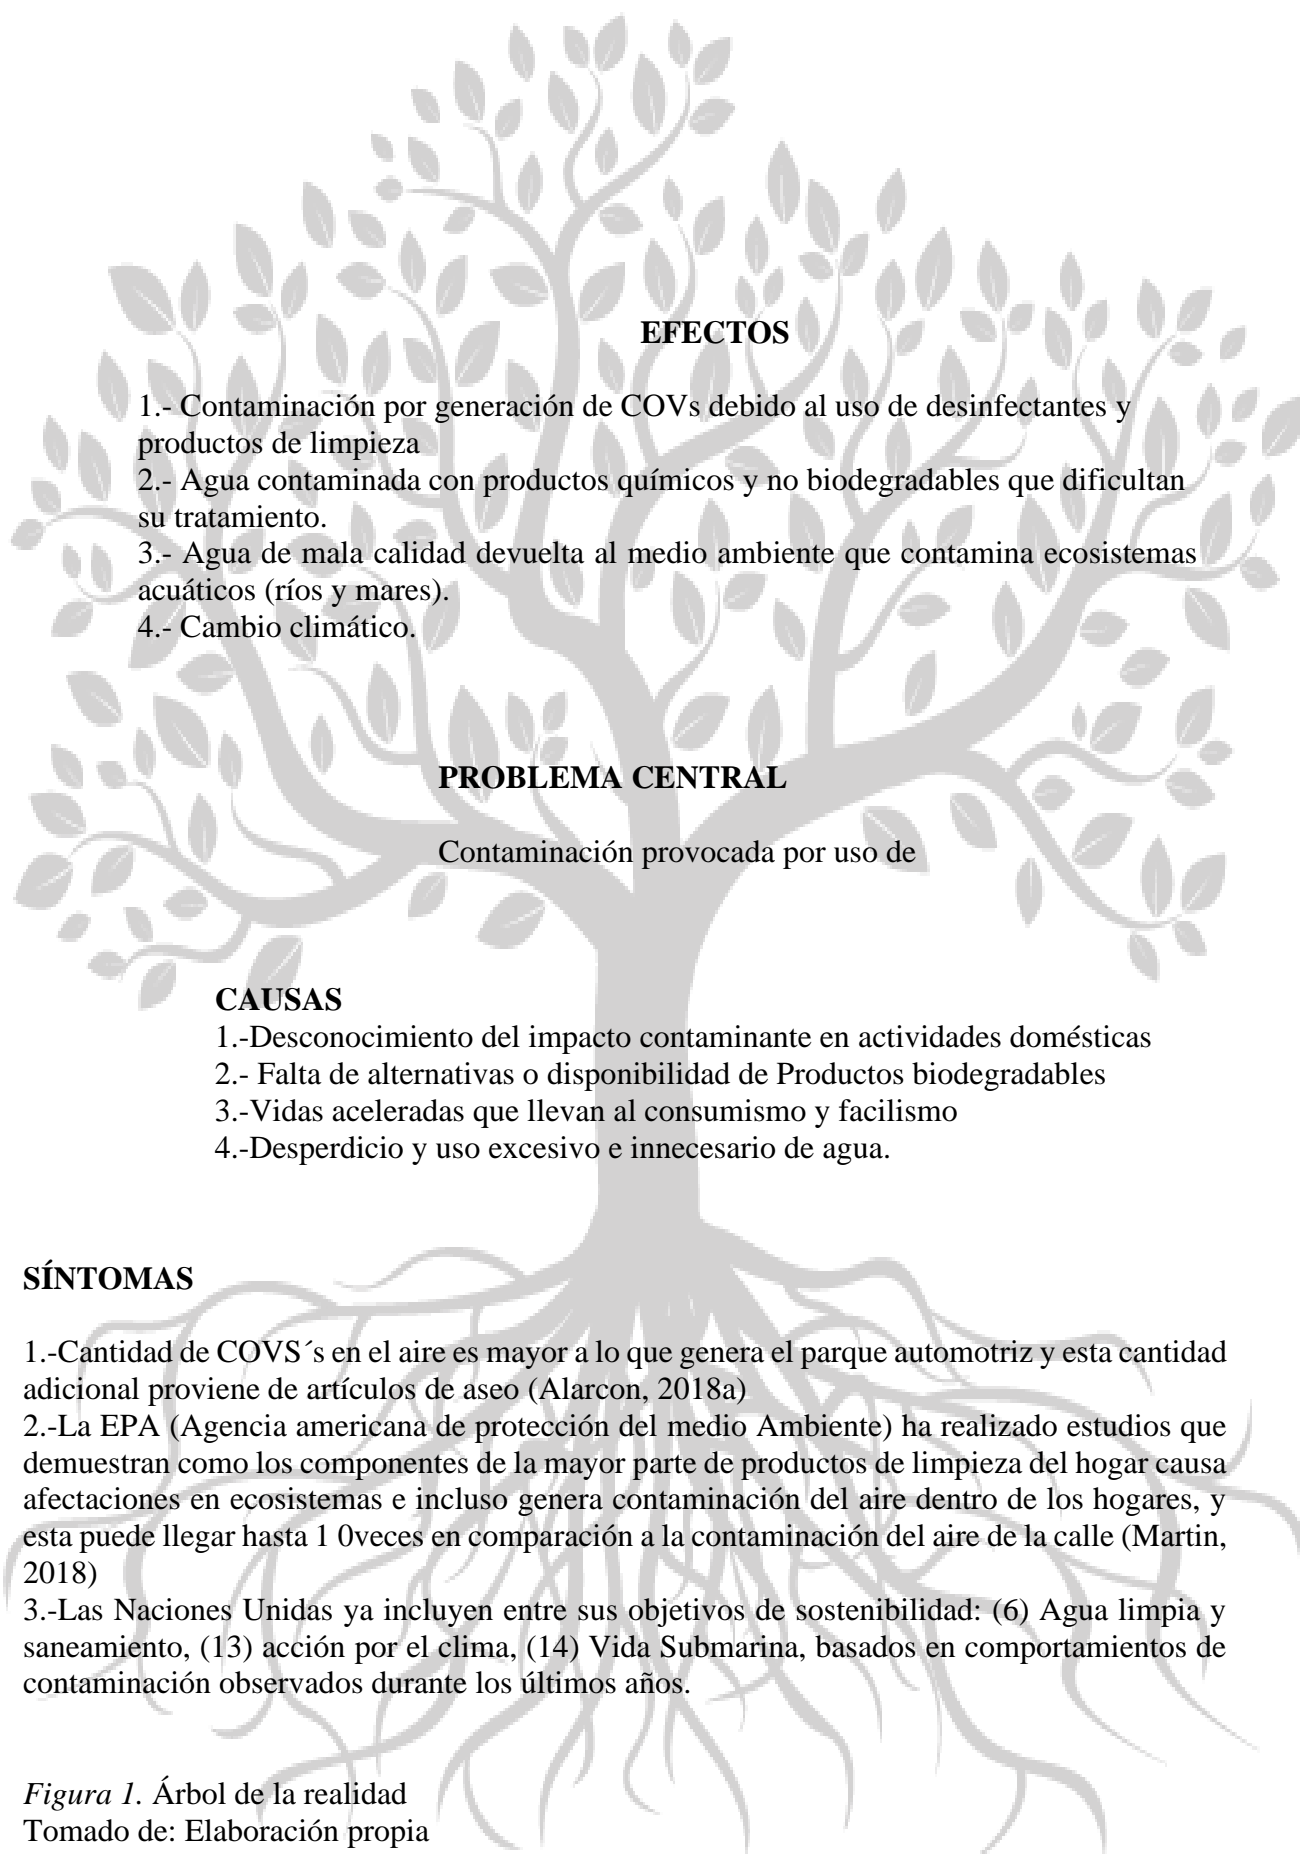 EFECTOS
1.- Contaminación por generación de COVs debido al uso de desinfectantes y
productos de limpieza
2.- Agua contaminada con productos químicos y no biodegradables que dificultan
su tratamiento.
3.- Agua de mala calidad devuelta al medio ambiente que contamina ecosistemas
acuáticos (ríos y mares).
4.- Cambio climático.
PROBLEMA CENTRAL
Contaminación provocada por uso de
CAUSAS
1.-Desconocimiento del impacto contaminante en actividades domésticas
2.- Falta de alternativas o disponibilidad de Productos biodegradables
3.-Vidas aceleradas que llevan al consumismo y facilismo
4.-Desperdicio y uso excesivo e innecesario de agua.
SÍNTOMAS
1.-Cantidad de COVS´s en el aire es mayor a lo que genera el parque automotriz y esta cantidad
adicional proviene de artículos de aseo (Alarcon, 2018a)
2.-La EPA (Agencia americana de protección del medio Ambiente) ha realizado estudios que
demuestran como los componentes de la mayor parte de productos de limpieza del hogar causa
afectaciones en ecosistemas e incluso genera contaminación del aire dentro de los hogares, y
esta puede llegar hasta 1 0veces en comparación a la contaminación del aire de la calle (Martin,
2018)
3.-Las Naciones Unidas ya incluyen entre sus objetivos de sostenibilidad: (6) Agua limpia y
saneamiento, (13) acción por el clima, (14) Vida Submarina, basados en comportamientos de
contaminación observados durante los últimos años.
Figura 1. Árbol de la realidad
Tomado de: Elaboración propia